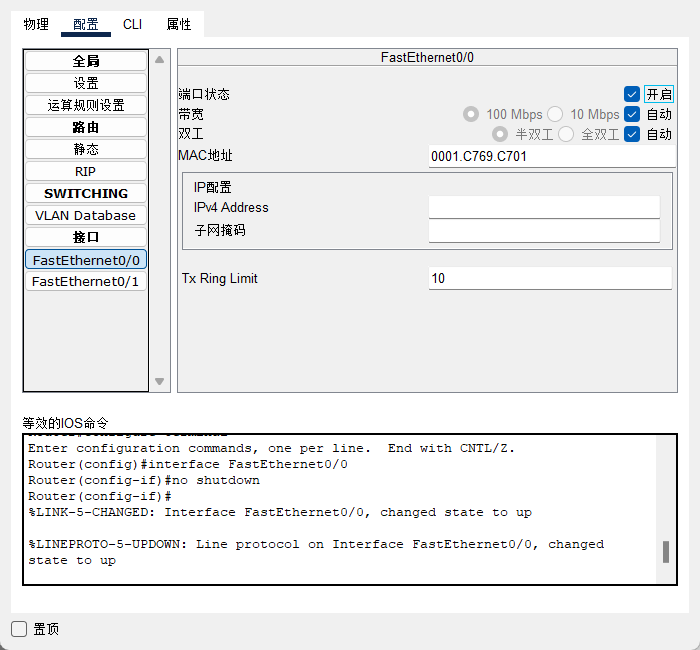 物理 配置 CLI 属性
全局
设置
运算规则设置
路由
静态
RIP
SWITCHING
VLAN Database
接口
FastEthernet0/0
FastEthernet0/1
FastEthernet0/0
端口状态 开启
带宽 100 Mbps 10 Mbps 自动
双工 半双工 全双工 自动
MAC地址 0001.C769.C701
IP配置
IPv4 Address
子网掩码
Tx Ring Limit 10
等效的IOS命令
Enter configuration commands, one per line.  End with CNTL/Z.
Router(config)#interface FastEthernet0/0
Router(config-if)#no shutdown
Router(config-if)#
%LINK-5-CHANGED: Interface FastEthernet0/0, changed state to up
%LINEPROTO-5-UPDOWN: Line protocol on Interface FastEthernet0/0, changed
state to up
置顶